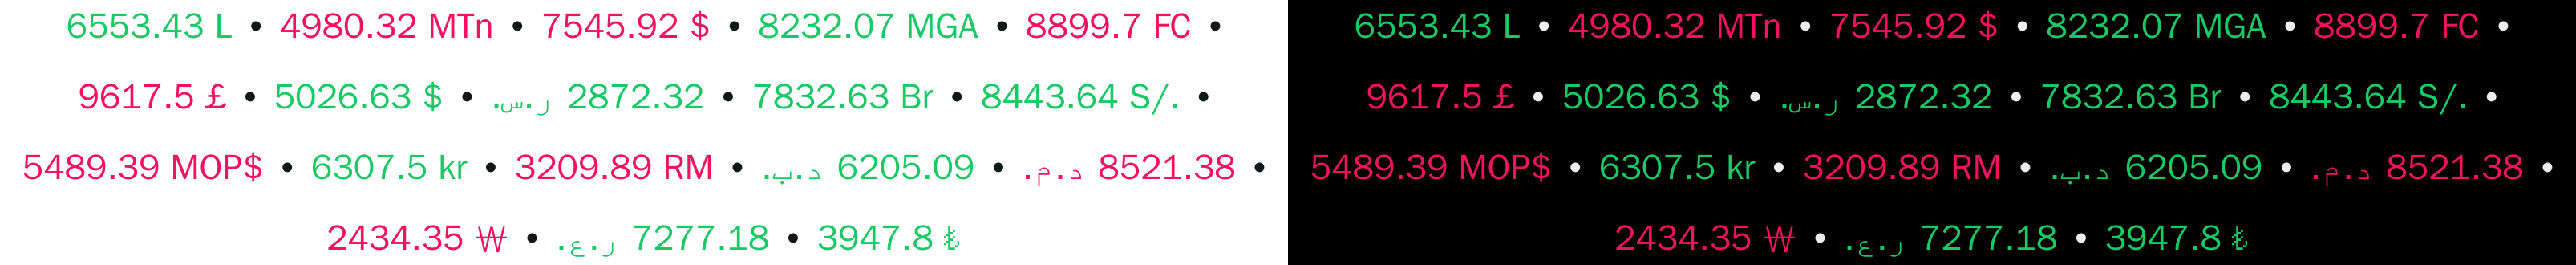 6553.43 L • 4980.32 MTn • 7545.92 $ • 8232.07 MGA • 8899.7 FC •
9617.5 £ • 5026.63 $ • ر.س. 2872.32 • 7832.63 Br • 8443.64 S/. •
5489.39 MOP$ • 6307.5 kr • 3209.89 RM • د.ب. 6205.09 • د.م. 8521.38 •
2434.35 ₩ • ر.ع. 7277.18 • 3947.8 ₺
6553.43 L • 4980.32 MTn • 7545.92 $ • 8232.07 MGA • 8899.7 FC •
9617.5 £ • 5026.63 $ • ر.س. 2872.32 • 7832.63 Br • 8443.64 S/. •
5489.39 MOP$ • 6307.5 kr • 3209.89 RM • د.ب. 6205.09 • د.م. 8521.38 •
2434.35 ₩ • ر.ع. 7277.18 • 3947.8 ₺